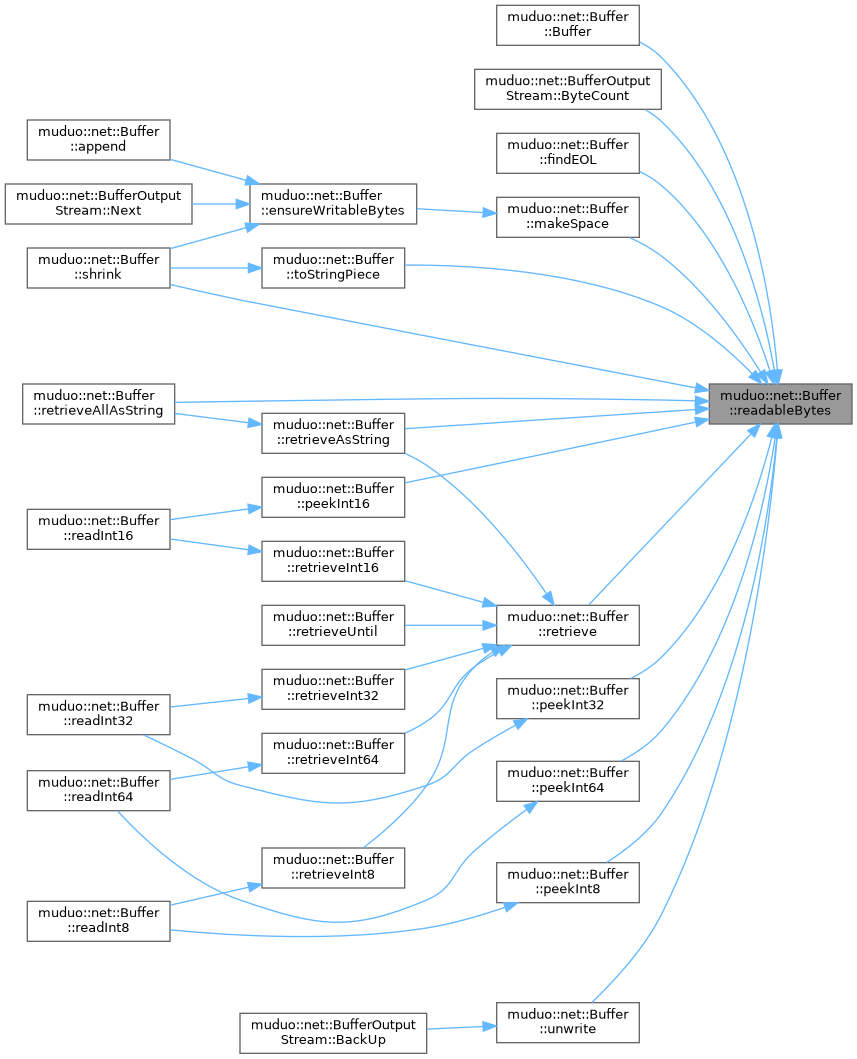 muduo::net::Buffer
::Buffer
muduo::net::BufferOutput
Stream::ByteCount
muduo::net::Buffer
::append
muduo::net::Buffer
::findEOL
muduo::net::BufferOutput
Stream::Next
muduo::net::Buffer
::ensureWritableBytes
muduo::net::Buffer
::makeSpace
muduo::net::Buffer
::shrink
muduo::net::Buffer
::toStringPiece
muduo::net::Buffer
::retrieveAllAsString
muduo::net::Buffer
::readableBytes
muduo::net::Buffer
::retrieveAsString
muduo::net::Buffer
::peekInt16
muduo::net::Buffer
::readInt16
muduo::net::Buffer
::retrieveInt16
muduo::net::Buffer
::retrieveUntil
muduo::net::Buffer
::retrieve
muduo::net::Buffer
::retrieveInt32
muduo::net::Buffer
::peekInt32
muduo::net::Buffer
::readInt32
muduo::net::Buffer
::retrieveInt64
muduo::net::Buffer
::readInt64
muduo::net::Buffer
::peekInt64
muduo::net::Buffer
::retrieveInt8
muduo::net::Buffer
::peekInt8
muduo::net::Buffer
::readInt8
muduo::net::BufferOutput
Stream::BackUp
muduo::net::Buffer
::unwrite